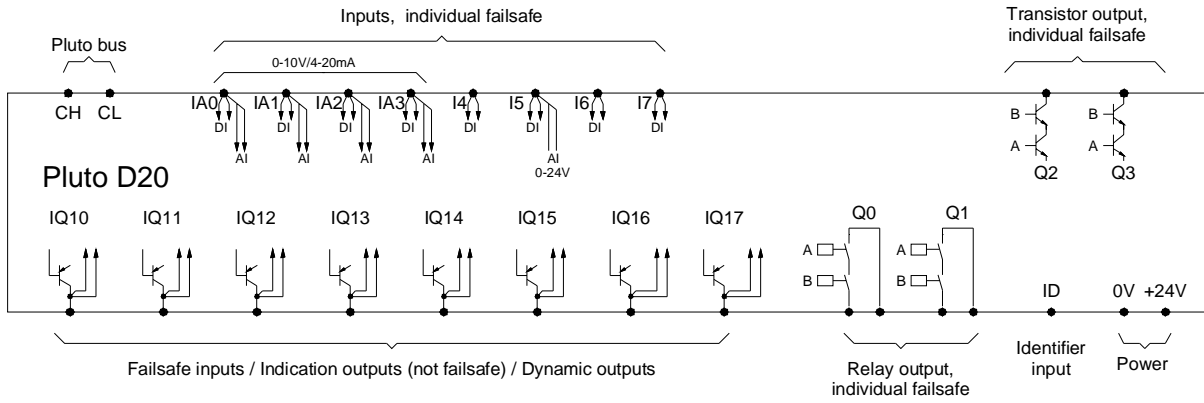 Inputs, individual failsafe
Transistor output,
individual failsafe
Pluto bus
0-10V/4-20mA
CH CL
IA0 IA1 IA2 IA3 I4 I5 I6 I7
DI DI DI DI DI DI DI DI
AI AI AI AI AI
0-24V
B B
A A
Q2 Q3
Pluto D20
IQ10 IQ11 IQ12 IQ13 IQ14 IQ15 IQ16 IQ17
Q0 Q1
A A
B B
ID 0V +24V
Failsafe inputs / Indication outputs (not failsafe) / Dynamic outputs
Relay output,
individual failsafe
Identifier
input
Power